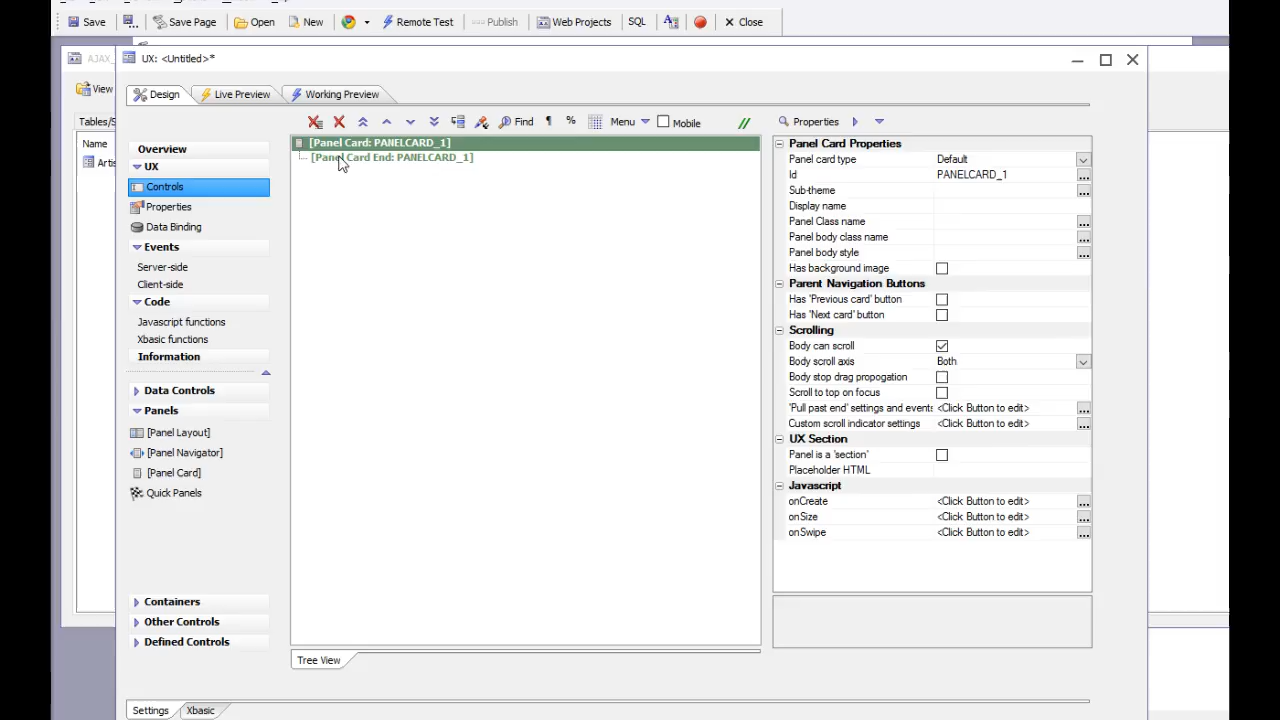 Save Save Page Open New Remote Test Publish Web Projects SQL Close
AJAX_
UX: <Untitled>*
View
Design Live Preview Working Preview
Tables/S
Find Menu Mobile
Properties
Name
Artis
Overview
UX
Controls
Properties
Data Binding
Events
Server-side
Client-side
Code
Javascript functions
Xbasic functions
Information
Data Controls
Panels
[Panel Layout]
[Panel Navigator]
[Panel Card]
Quick Panels
Containers
Other Controls
Defined Controls
[Panel Card: PANELCARD_1]
[Panel Card End: PANELCARD_1]
Tree View
Panel Card Properties
Panel card type Default
Id PANELCARD_1
Sub-theme
Display name
Panel Class name
Panel body class name
Panel body style
Has background image
Parent Navigation Buttons
Has 'Previous card' button
Has 'Next card' button
Scrolling
Body can scroll
Body scroll axis Both
Body stop drag propogation
Scroll to top on focus
'Pull past end' settings and events <Click Button to edit>
Custom scroll indicator settings <Click Button to edit>
UX Section
Panel is a 'section'
Placeholder HTML
Javascript
onCreate <Click Button to edit>
onSize <Click Button to edit>
onSwipe <Click Button to edit>
Settings Xbasic